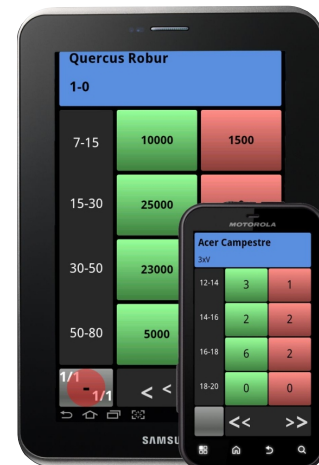 Quercus Robur
1-0
7-15 10000 1500
15-30 25000
30-50 23000
50-80 5000
1/1 - 1/1 < <
SAMSU
MOTOROLA
Acer Campestre
3xV
12-14 3 1
14-16 2 2
16-18 6 2
18-20 0 0
<< >>